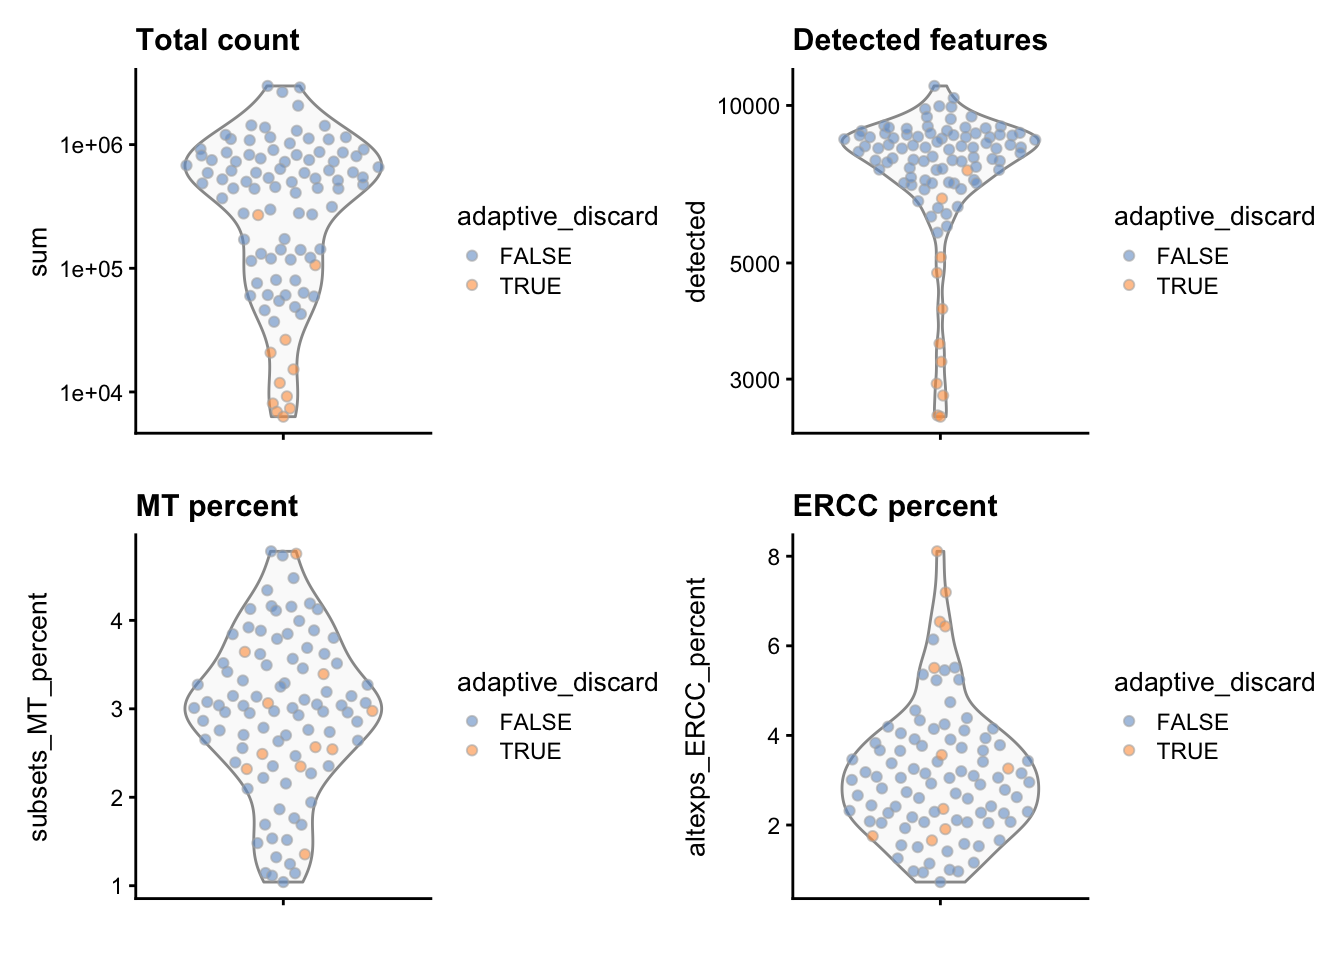 Total count
sum
1e+06
1e+05
1e+04
adaptive_discard
FALSE
TRUE
Detected features
detected
10000
5000
3000
adaptive_discard
FALSE
TRUE
MT percent
subsets_MT_percent
4
3
2
1
adaptive_discard
FALSE
TRUE
ERCC percent
altexps_ERCC_percent
8
6
4
2
adaptive_discard
FALSE
TRUE